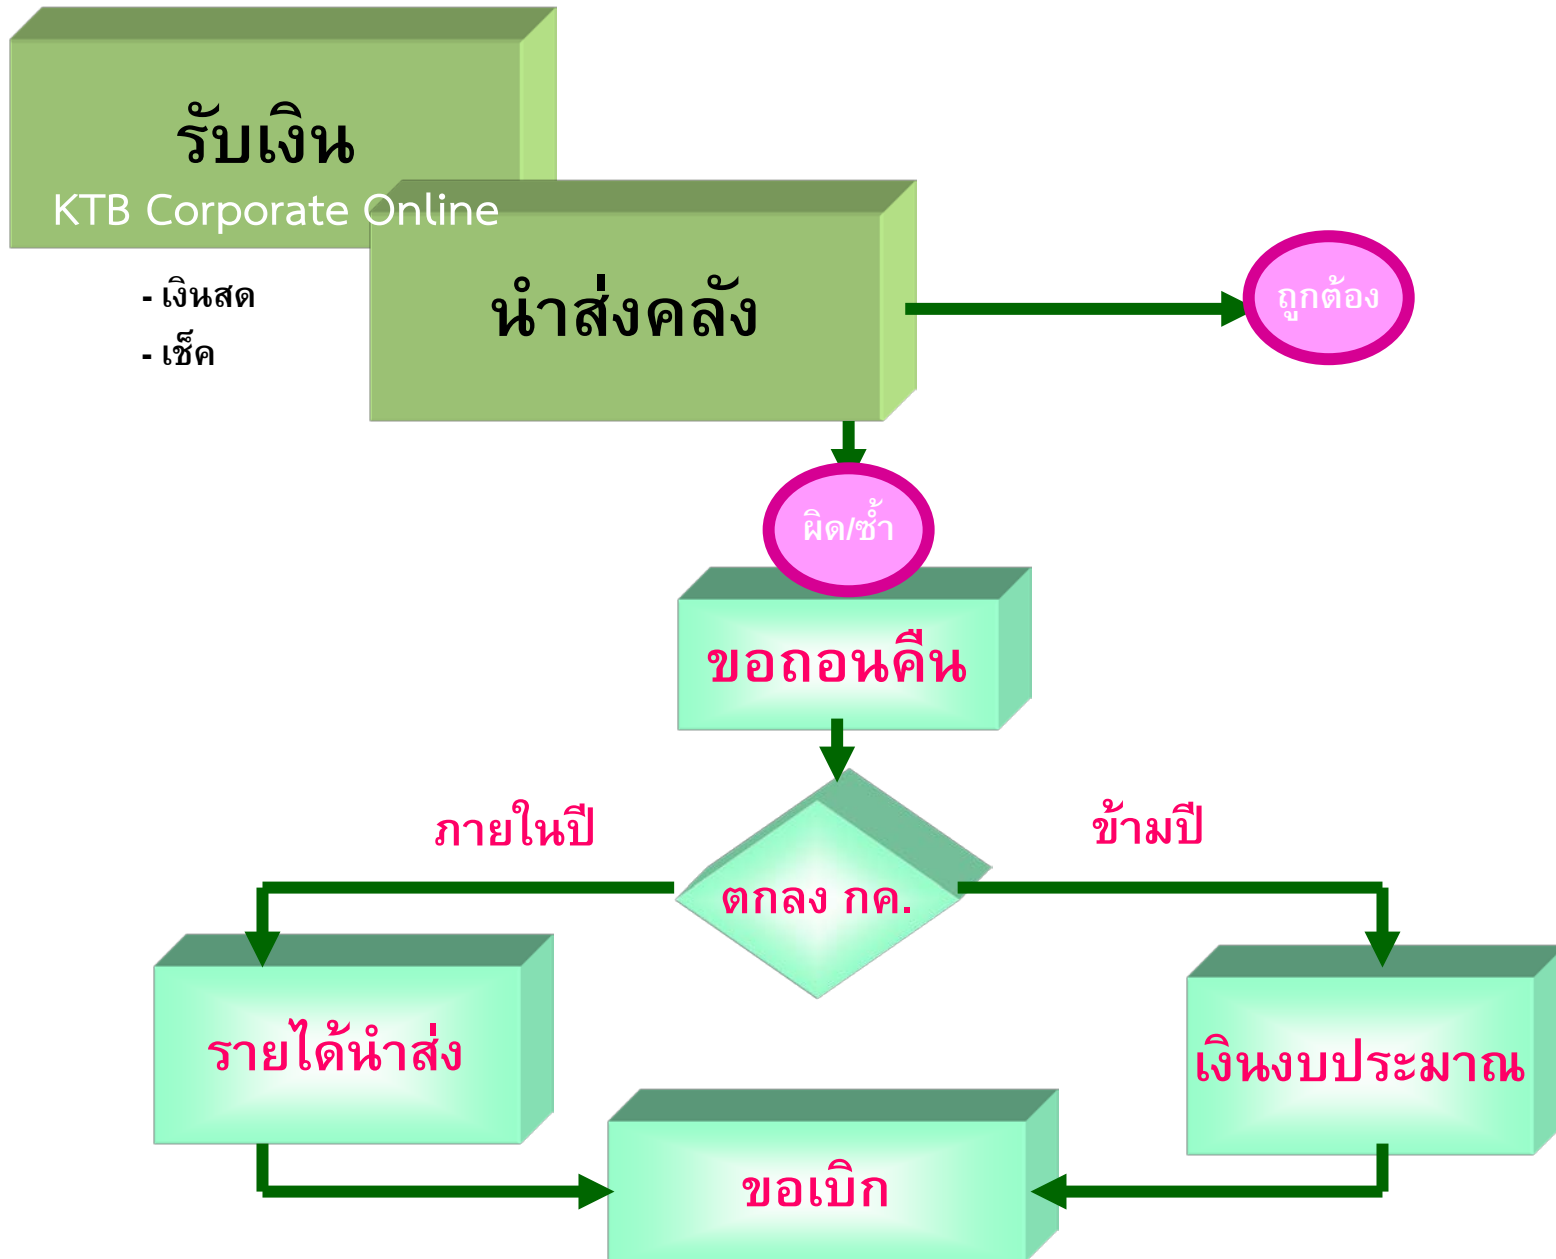 รับเงิน
KTB Corporate Online
- เงินสด
- เช็ค
นำส่งคลัง
ถูกต้อง
ผิด/ซ้ำ
ขอถอนคืน
ภายในปี
ข้ามปี
ตกลง กค.
รายได้นำส่ง
เงินงบประมาณ
ขอเบิก